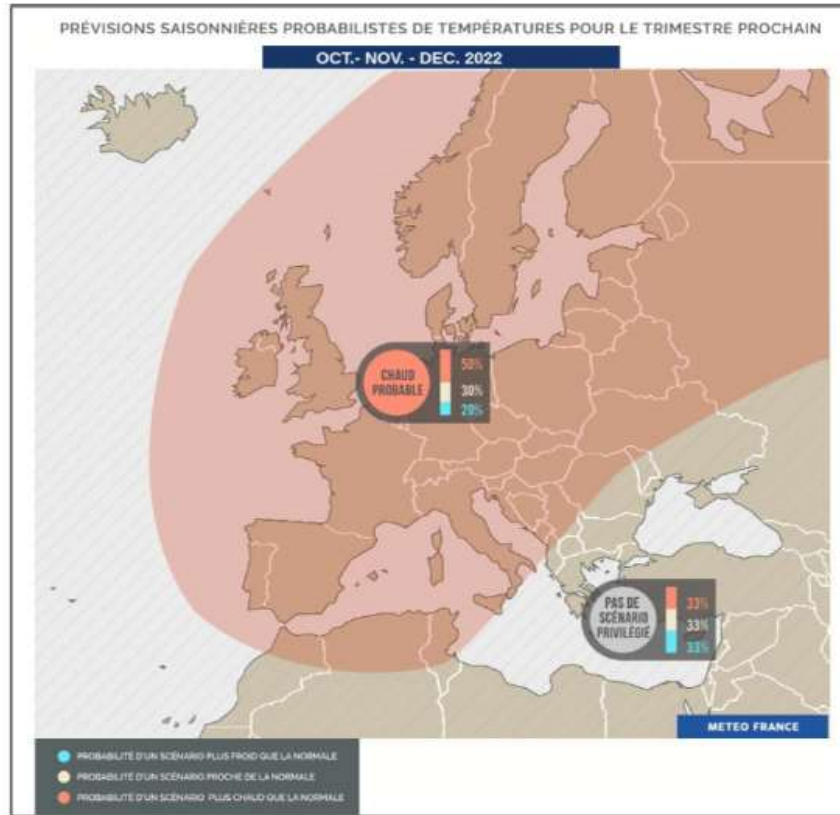 PRÉVISIONS SAISONNIÈRES PROBABILISTES DE TEMPÉRATURES POUR LE TRIMESTRE PROCHAIN
OCT.- NOV. - DEC. 2022
CHAUD
PROBABLE
50%
30%
20%
PAS DE
SCÉNARIO
PRIVILÉGIÉ
33%
33%
33%
METEO FRANCE
PROBABILITÉ D'UN SCÉNARIO PLUS FROID QUE LA NORMALE
PROBABILITÉ D'UN SCÉNARIO PROCHE DE LA NORMALE
PROBABILITÉ D'UN SCÉNARIO PLUS CHAUD QUE LA NORMALE